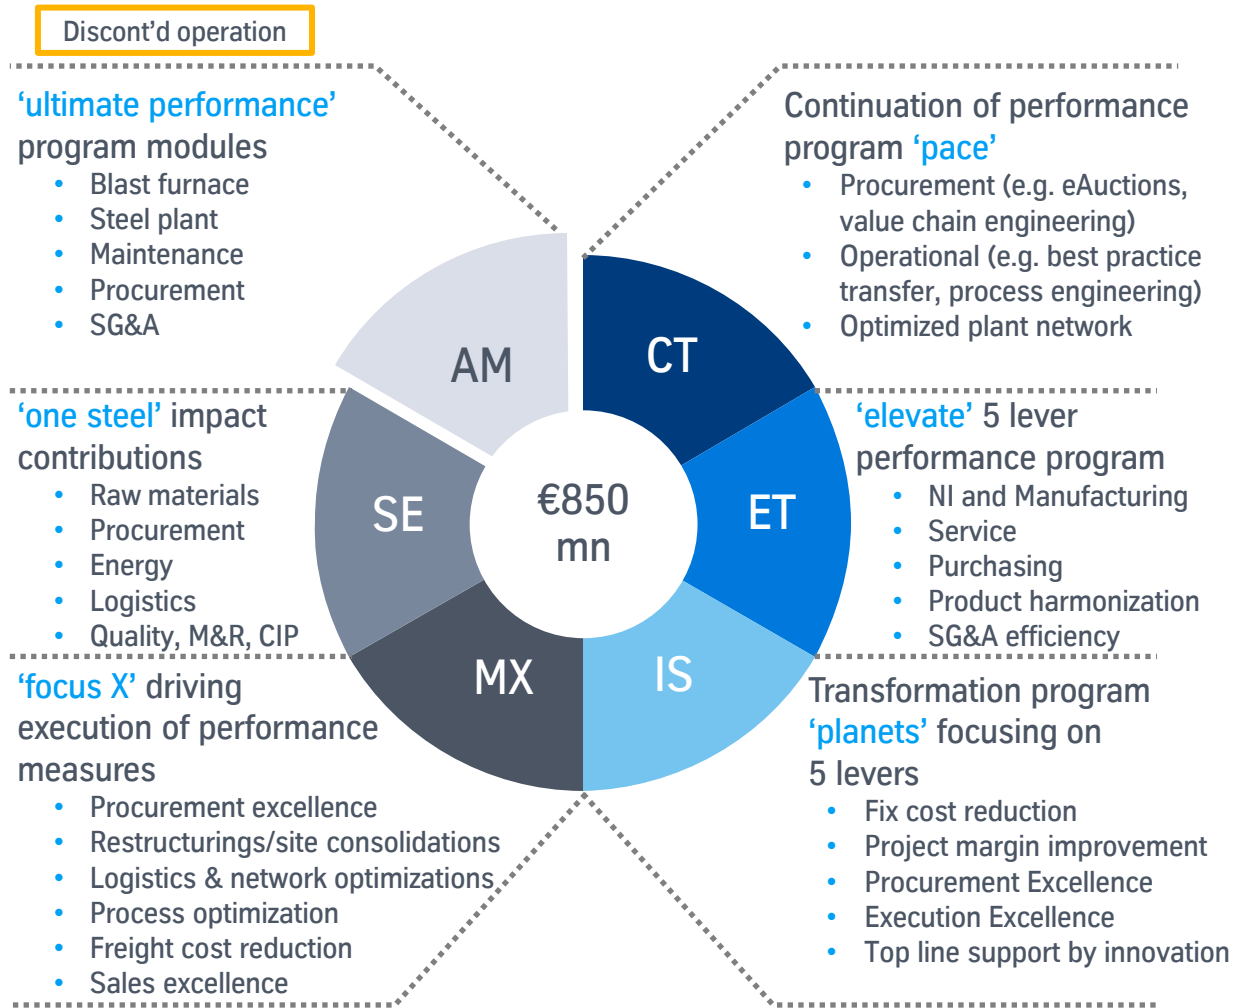 Discont’d operation
‘ultimate performance’
program modules
• Blast furnace
• Steel plant
• Maintenance
• Procurement
• SG&A
Continuation of performance
program ‘pace’
• Procurement (e.g. eAuctions,
value chain engineering)
• Operational (e.g. best practice
transfer, process engineering)
• Optimized plant network
AM
CT
‘one steel’ impact
contributions
• Raw materials
• Procurement
• Energy
• Logistics
• Quality, M&R, CIP
SE
€850
mn
ET
‘elevate’ 5 lever
performance program
• NI and Manufacturing
• Service
• Purchasing
• Product harmonization
• SG&A efficiency
MX
IS
‘focus X’ driving
execution of performance
measures
• Procurement excellence
• Restructurings/site consolidations
• Logistics & network optimizations
• Process optimization
• Freight cost reduction
• Sales excellence
Transformation program
‘planets’ focusing on
5 levers
• Fix cost reduction
• Project margin improvement
• Procurement Excellence
• Execution Excellence
• Top line support by innovation